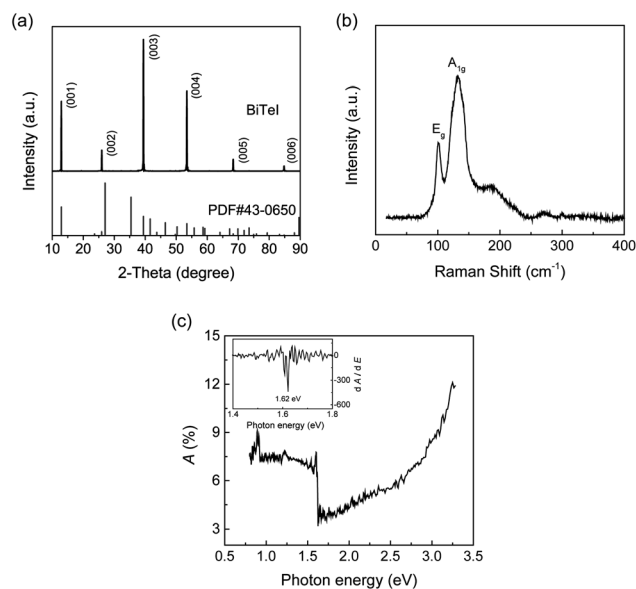 (a)
Intensity (a.u.)
(001)
(002)
(003)
(004)
(005)
(006)
BiTeI
PDF#43-0650
10 20 30 40 50 60 70 80 90
2-Theta (degree)
(b)
Intensity (a.u.)
Eg
A1g
0 100 200 300 400
Raman Shift (cm-1)
(c)
A (%)
15
12
9
6
3
0
-300
-600
dA/dE
1.62 eV
1.4 1.6 1.8
Photon energy (eV)
0.5 1.0 1.5 2.0 2.5 3.0 3.5
Photon energy (eV)